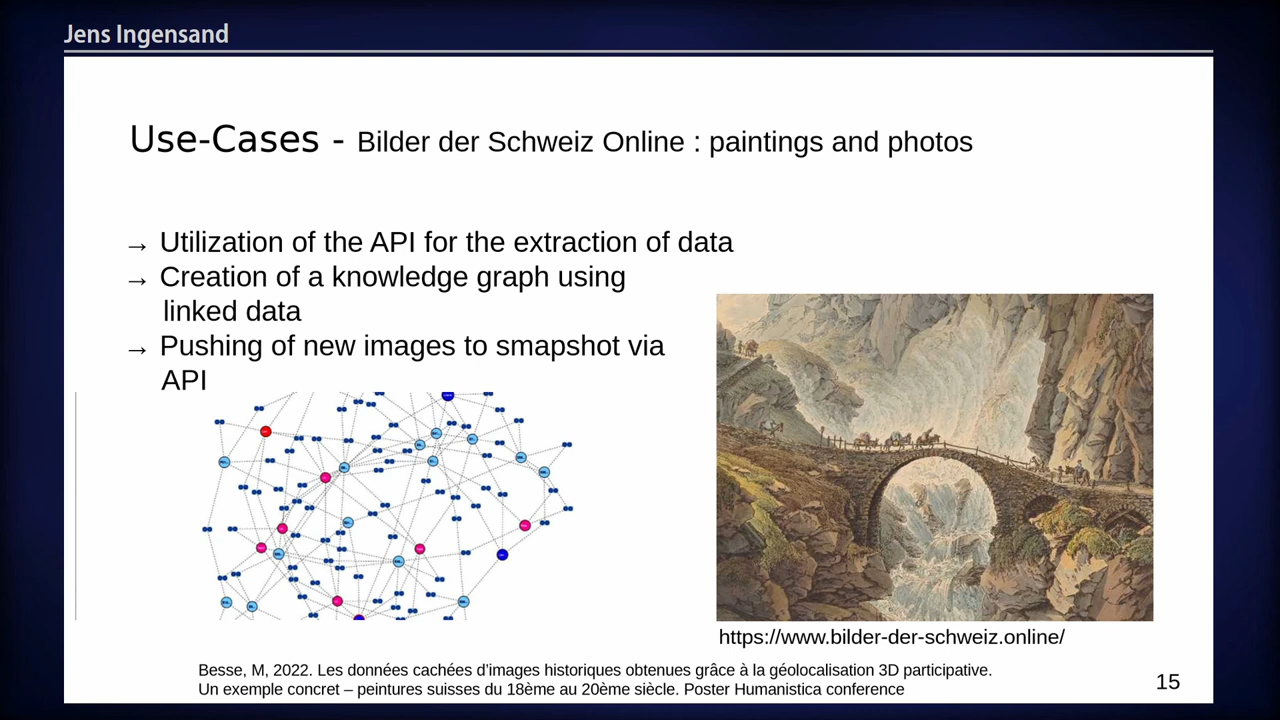 Jens Ingensand
Use-Cases - Bilder der Schweiz Online : paintings and photos
→ Utilization of the API for the extraction of data
→ Creation of a knowledge graph using
linked data
→ Pushing of new images to smapshot via
API
https://www.bilder-der-schweiz.online/
Besse, M, 2022. Les données cachées d'images historiques obtenues grâce à la géolocalisation 3D participative.
Un exemple concret – peintures suisses du 18ème au 20ème siècle. Poster Humanistica conference
15